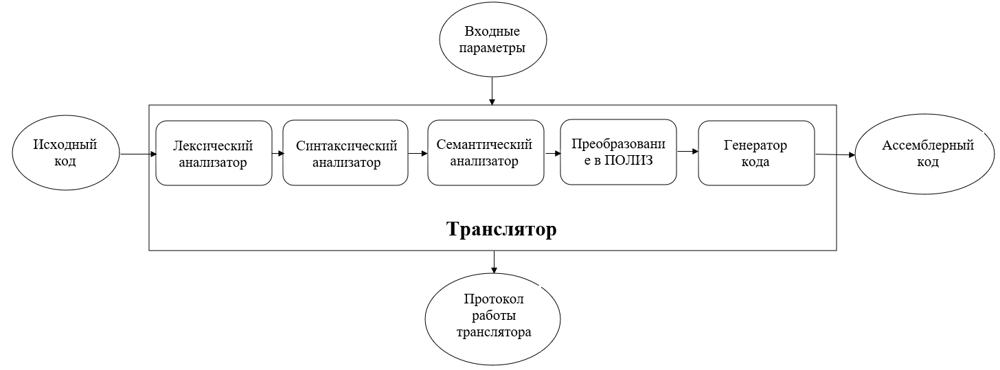 Входные
параметры
Исходный
код
Лексический
анализатор
Синтаксический
анализатор
Семантический
анализатор
Преобразовани
е в ПОЛИЗ
Генератор
кода
Ассемблерный
код
Транслятор
Протокол
работы
транслятора